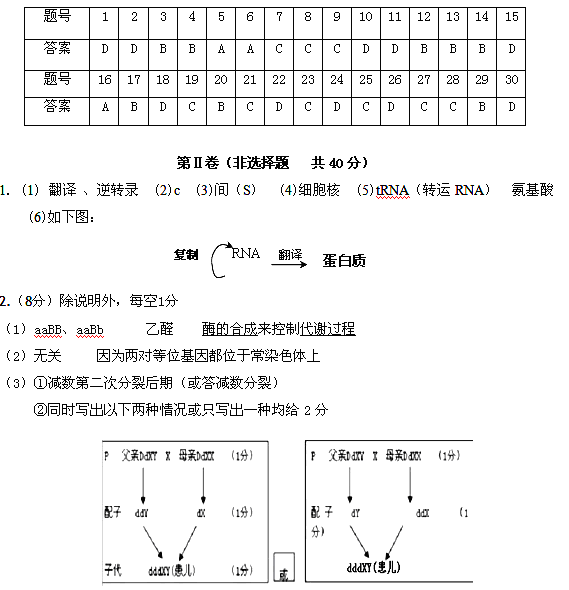 题号 1 2 3 4 5 6 7 8 9 10 11 12 13 14 15
答案 D D B B A A C C C D D B B B D
题号 16 17 18 19 20 21 22 23 24 25 26 27 28 29 30
答案 A B D C B C D C D C D C C B D
第Ⅱ卷（非选择题 共40分）
1. (1) 翻译 、逆转录 (2)c (3)间（S） (4)细胞核 (5)tRNA（转运RNA） 氨基酸
(6)如下图：
复制 RNA 翻译 蛋白质
2.（8分）除说明外，每空1分
（1）aaBB、aaBb 乙醛 酶的合成来控制代谢过程
（2）无关 因为两对等位基因都位于常染色体上
（3）①减数第二次分裂后期（或答减数分裂）
②同时写出以下两种情况或只写出一种均给2分
P 父亲DdXY X 母亲DdXX （1分）
配子 ddY dX （1分）
子代 dddXY(患儿) （1分）
或
P 父亲DdXY X 母亲DdXX （1分）
配 子 dY ddX （1
分）
dddXY(患儿)